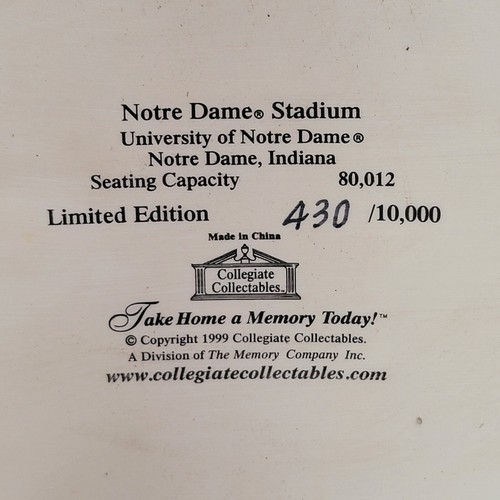 Notre Dame® Stadium
University of Notre Dame®
Notre Dame, Indiana
Seating Capacity 80,012
Limited Edition 430 /10,000
Made in China
Collegiate
Collectables™
Take Home a Memory Today!™
© Copyright 1999 Collegiate Collectables.
A Division of The Memory Company Inc.
www.collegiatecollectables.com